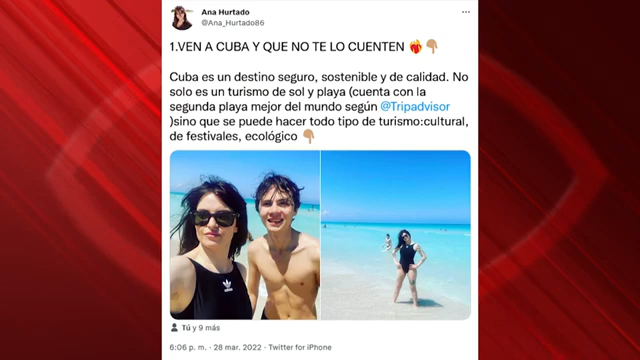 Ana Hurtado
@Ana_Hurtado86
1.VEN A CUBA Y QUE NO TE LO CUENTEN ❤️‍🔥👇🏽
Cuba es un destino seguro, sostenible y de calidad. No
solo es un turismo de sol y playa (cuenta con la
segunda playa mejor del mundo según @Tripadvisor
)sino que se puede hacer todo tipo de turismo:cultural,
de festivales, ecológico 👇🏽
adidas
Tú y 9 más
6:06 p. m. · 28 mar. 2022 · Twitter for iPhone